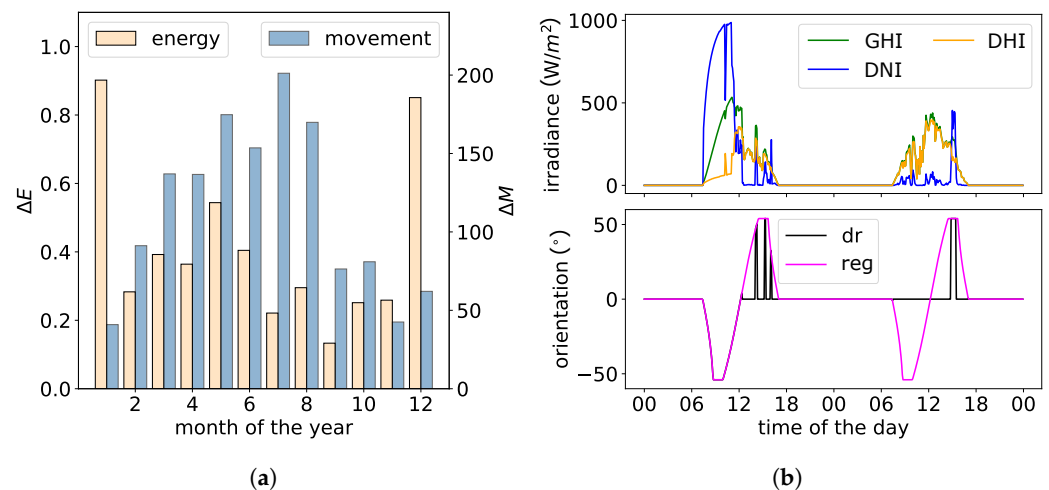 energy
movement
1.0
0.8
0.6
0.4
0.2
0.0
ΔE
200
150
100
50
0
ΔM
2 4 6 8 10 12
month of the year
(a)
GHI
DNI
DHI
1000
500
0
irradiance (W/m²)
dr
reg
50
0
−50
orientation (°)
00 06 12 18 00 06 12 18 00
time of the day
(b)